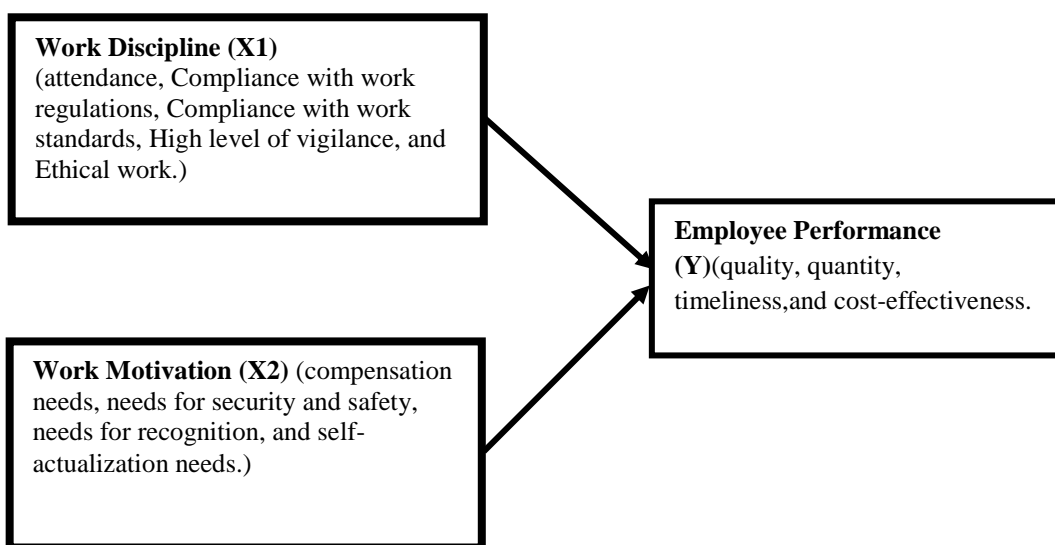 Work Discipline (X1)
(attendance, Compliance with work
regulations, Compliance with work
standards, High level of vigilance, and
Ethical work.)
Employee Performance
(Y)(quality, quantity,
timeliness,and cost-effectiveness.
Work Motivation (X2) (compensation
needs, needs for security and safety,
needs for recognition, and self-
actualization needs.)